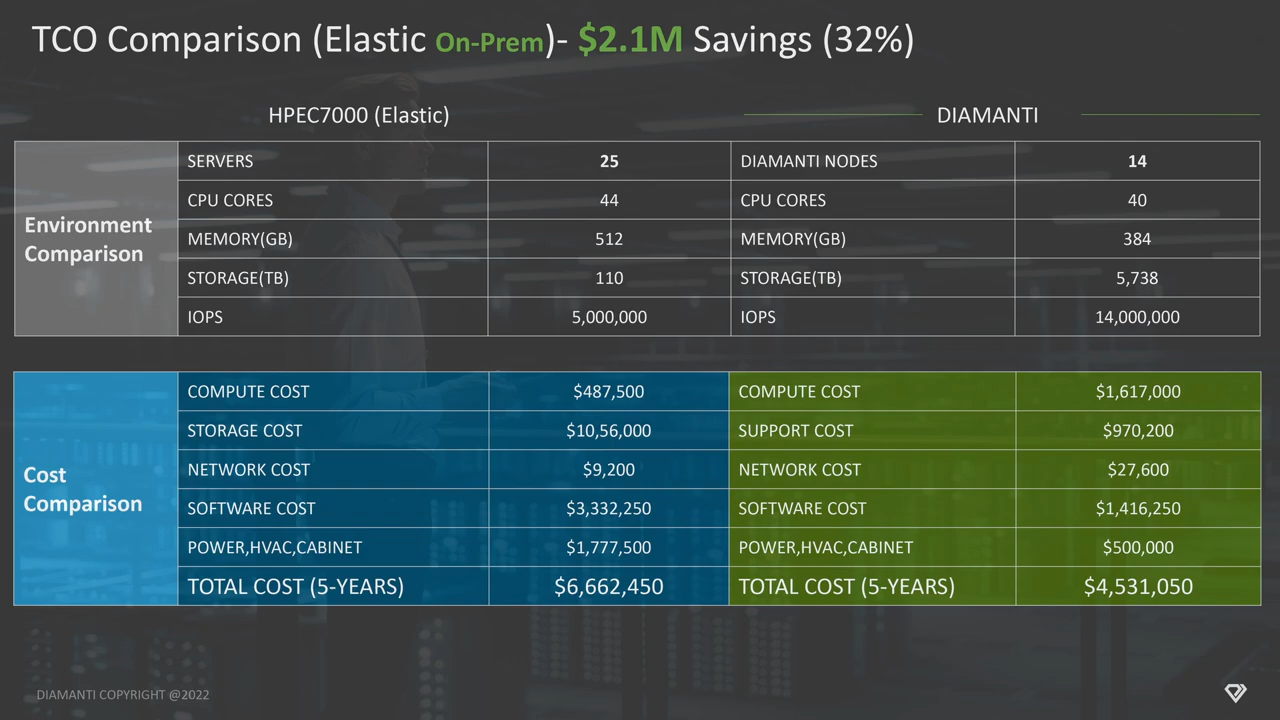 TCO Comparison (Elastic On-Prem)- $2.1M Savings (32%)
HPEC7000 (Elastic) DIAMANTI
Environment
Comparison
SERVERS 25 DIAMANTI NODES 14
CPU CORES 44 CPU CORES 40
MEMORY(GB) 512 MEMORY(GB) 384
STORAGE(TB) 110 STORAGE(TB) 5,738
IOPS 5,000,000 IOPS 14,000,000
Cost
Comparison
COMPUTE COST $487,500 COMPUTE COST $1,617,000
STORAGE COST $10,56,000 SUPPORT COST $970,200
NETWORK COST $9,200 NETWORK COST $27,600
SOFTWARE COST $3,332,250 SOFTWARE COST $1,416,250
POWER,HVAC,CABINET $1,777,500 POWER,HVAC,CABINET $500,000
TOTAL COST (5-YEARS) $6,662,450 TOTAL COST (5-YEARS) $4,531,050
DIAMANTI COPYRIGHT @2022